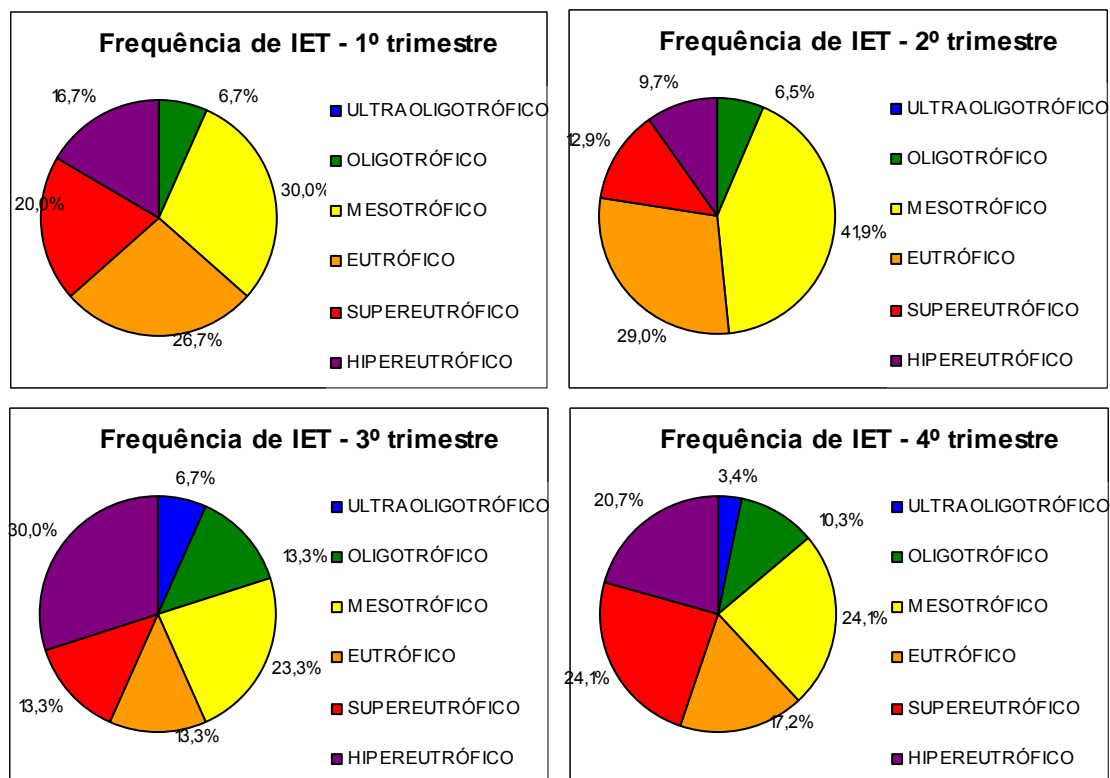 Frequência de IET - 1º trimestre
16,7%
6,7%
30,0%
26,7%
20,0%
ULTRAOLIGOTRÓFICO
OLIGOTRÓFICO
MESOTRÓFICO
EUTRÓFICO
SUPEREUTRÓFICO
HIPEREUTRÓFICO
Frequência de IET - 2º trimestre
9,7%
6,5%
12,9%
41,9%
29,0%
ULTRAOLIGOTRÓFICO
OLIGOTRÓFICO
MESOTRÓFICO
EUTRÓFICO
SUPEREUTRÓFICO
HIPEREUTRÓFICO
Frequência de IET - 3º trimestre
6,7%
30,0%
13,3%
23,3%
13,3%
13,3%
ULTRAOLIGOTRÓFICO
OLIGOTRÓFICO
MESOTRÓFICO
EUTRÓFICO
SUPEREUTRÓFICO
HIPEREUTRÓFICO
Frequência de IET - 4º trimestre
3,4%
20,7%
10,3%
24,1%
24,1%
17,2%
ULTRAOLIGOTRÓFICO
OLIGOTRÓFICO
MESOTRÓFICO
EUTRÓFICO
SUPEREUTRÓFICO
HIPEREUTRÓFICO